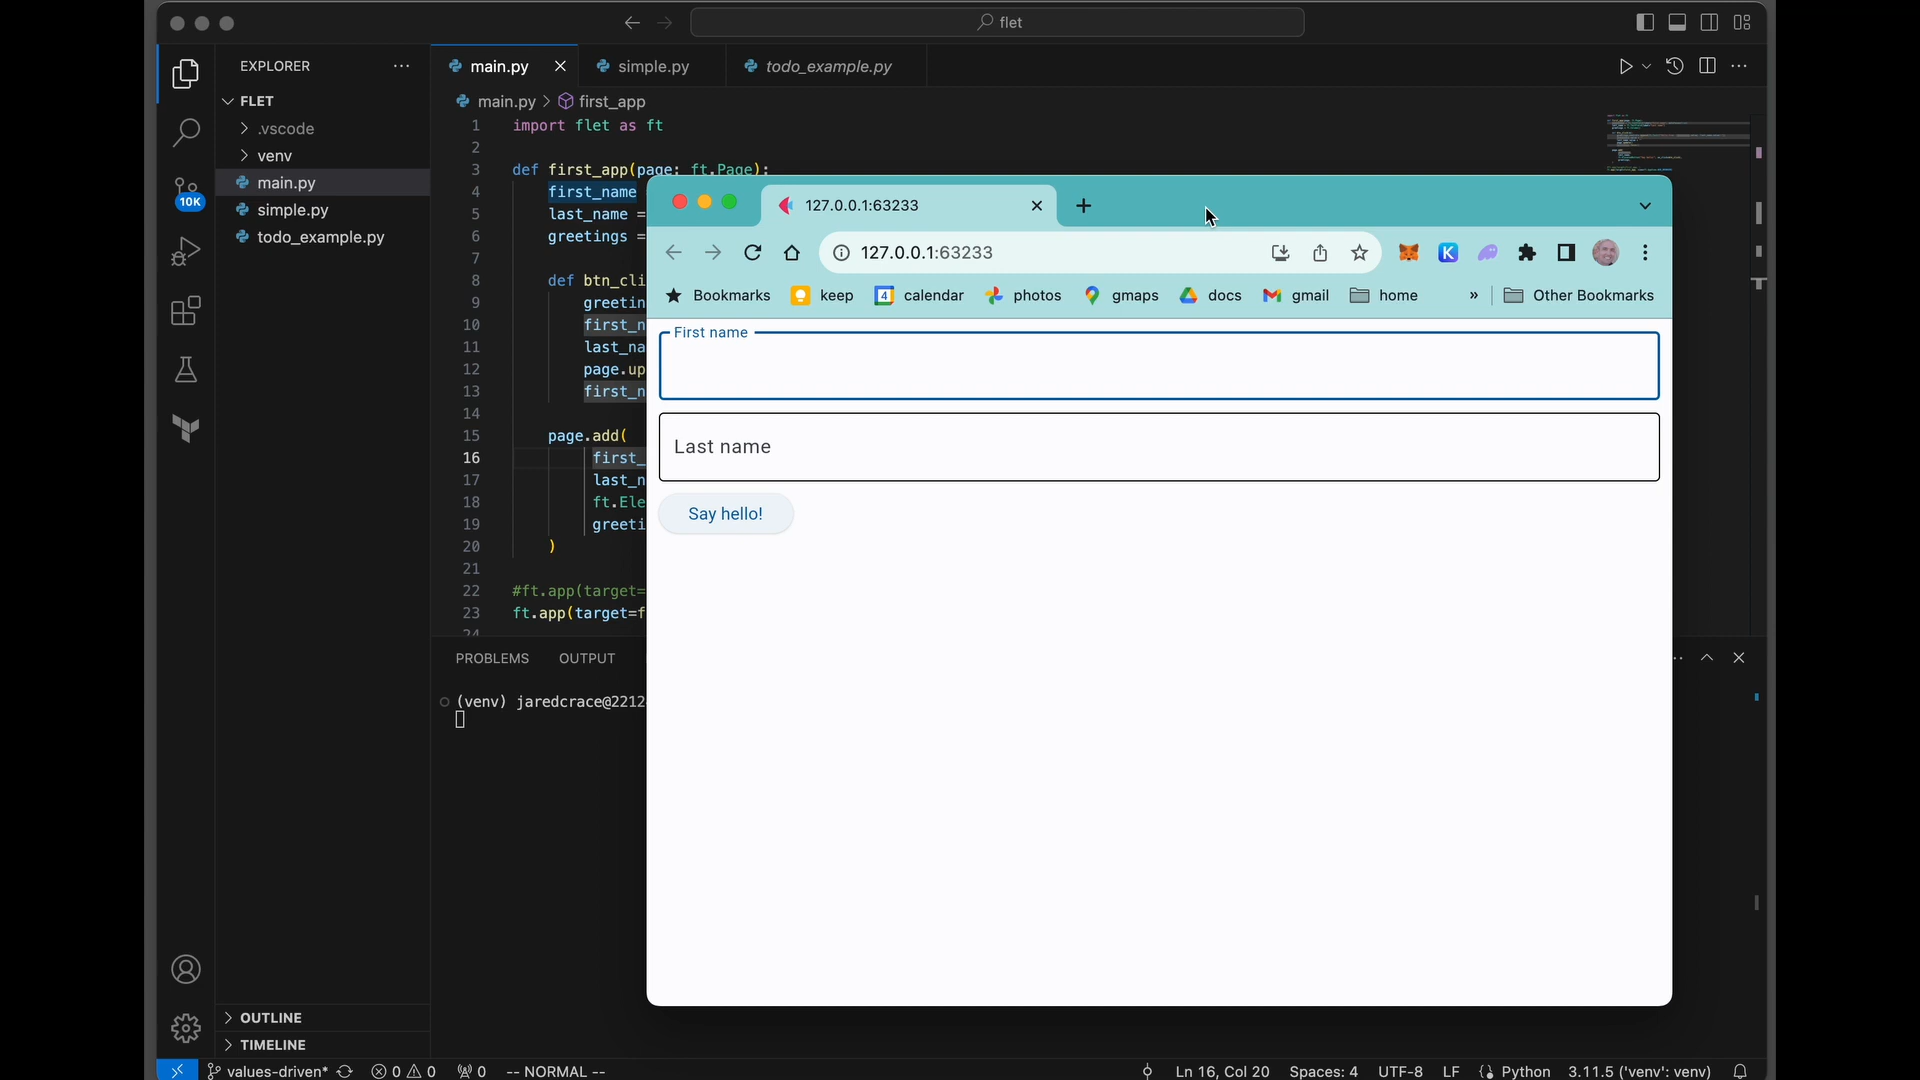 flet
EXPLORER
FLET
.vscode
venv
main.py
simple.py
todo_example.py
10K
OUTLINE
TIMELINE
main.py
simple.py
todo_example.py
main.py > first_app
1 import flet as ft
2
3 def first_app(page: ft.Page):
4 first_name
5 last_name =
6 greetings =
7
8 def btn_cli
9 greetin
10 first_n
11 last_na
12 page.up
13 first_n
14
15 page.add(
16 first_
17 last_n
18 ft.Ele
19 greeti
20 )
21
22 #ft.app(target=
23 ft.app(target=f
24
PROBLEMS OUTPUT
(venv) jaredcrace@2212
127.0.0.1:63233
127.0.0.1:63233
Bookmarks keep 4 calendar photos gmaps docs gmail home » Other Bookmarks
K
First name
Last name
Say hello!
values-driven* 0 0 0 -- NORMAL -- Ln 16, Col 20 Spaces: 4 UTF-8 LF Python 3.11.5 ('venv': venv)